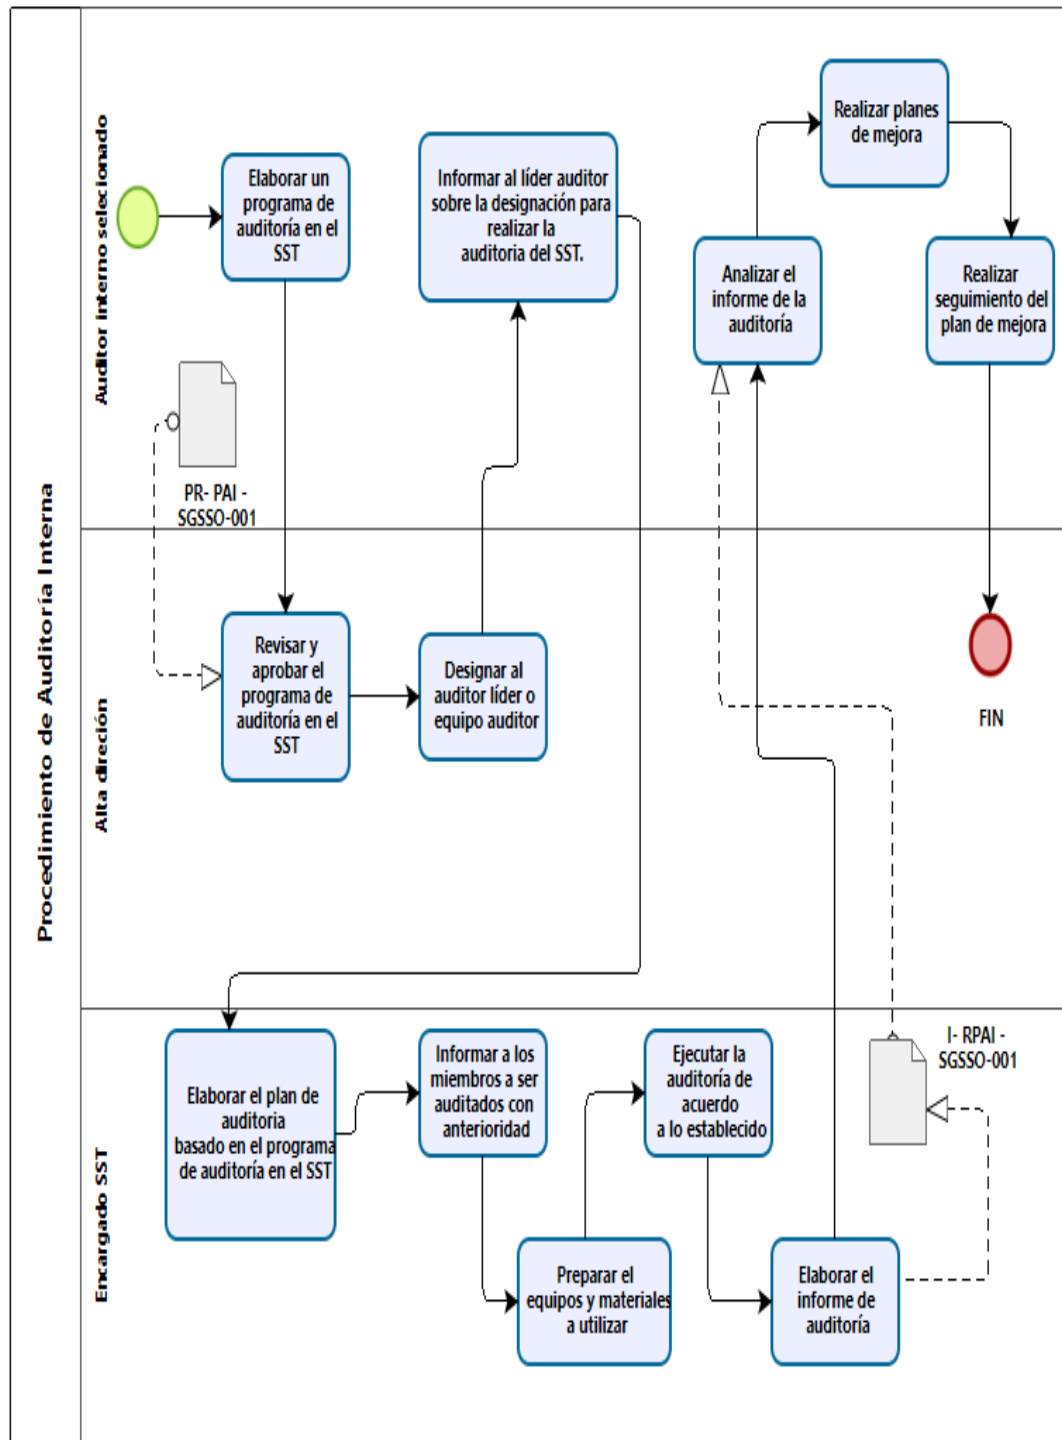 Procedimiento de Auditoría Interna
Auditor interno selecionado
Elaborar un
programa de
auditoría en el
SST
Informar al líder auditor
sobre la designación para
realizar la
auditoria del SST.
Realizar planes
de mejora
Analizar el
informe de la
auditoría
Realizar
seguimiento del
plan de mejora
PR- PAI -
SGSSO-001
Alta direción
Revisar y
aprobar el
programa de
auditoría en el
SST
Designar al
auditor líder o
equipo auditor
FIN
Encargado SST
Elaborar el plan de
auditoria
basado en el programa
de auditoría en el SST
Informar a los
miembros a ser
auditados con
anterioridad
Ejecutar la
auditoría de
acuerdo
a lo establecido
I- RPAI -
SGSSO-001
Preparar el
equipos y materiales
a utilizar
Elaborar el
informe de
auditoría